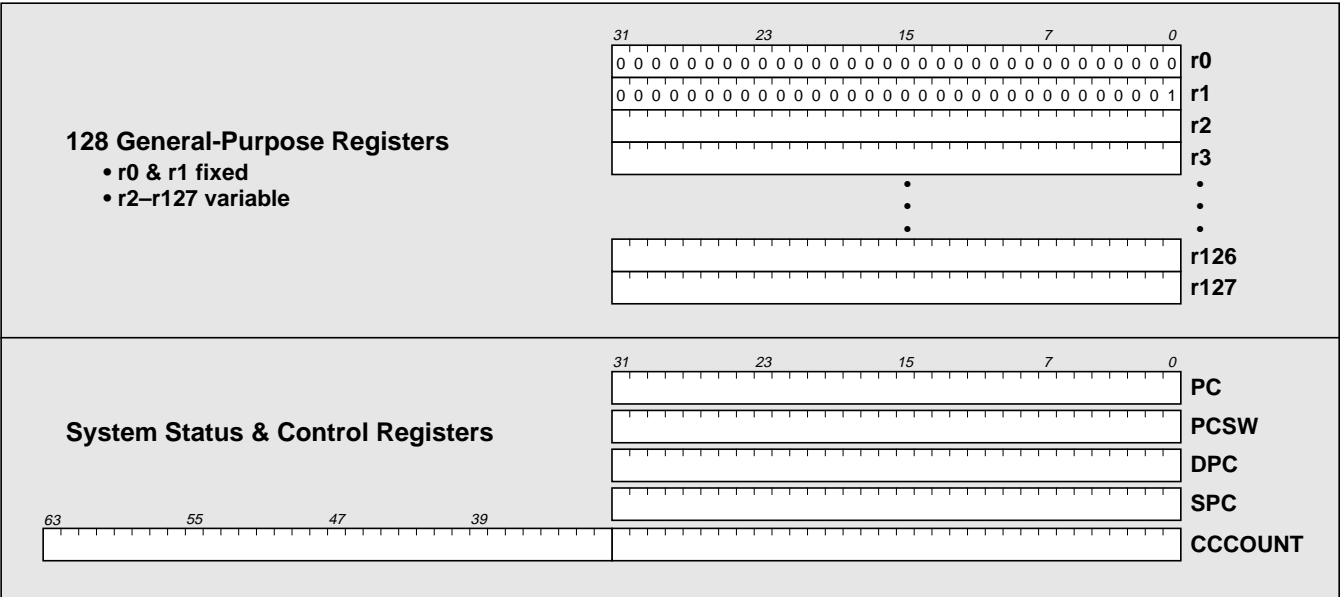 31 23 15 7 0
0 0 0 0 0 0 0 0 0 0 0 0 0 0 0 0 0 0 0 0 0 0 0 0 0 0 0 0 0 0 0 0 r0
0 0 0 0 0 0 0 0 0 0 0 0 0 0 0 0 0 0 0 0 0 0 0 0 0 0 0 0 0 0 0 1 r1
r2
128 General-Purpose Registers
r3
• r0 & r1 fixed
• r2–r127 variable
r126
r127
31 23 15 7 0
PC
System Status & Control Registers PCSW
DPC
SPC
63 55 47 39
CCCOUNT